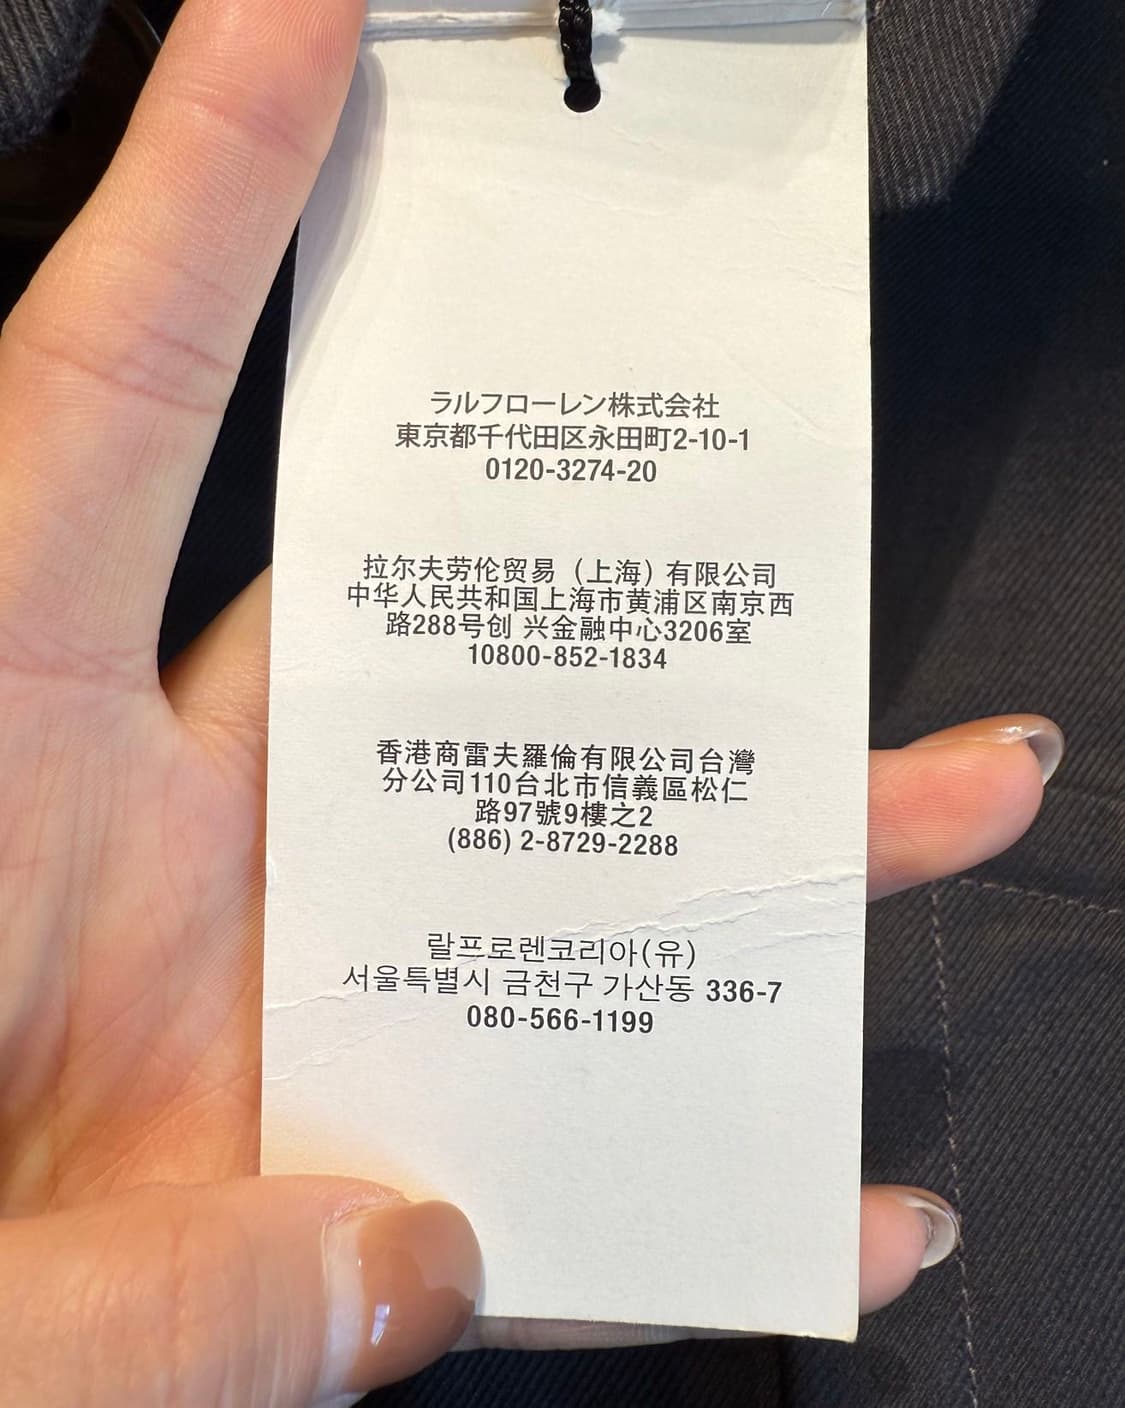 ラルフローレン株式会社
東京都千代田区永田町2-10-1
0120-3274-20
拉尔夫劳伦贸易（上海）有限公司
中华人民共和国上海市黄浦区南京西
路288号创 兴金融中心3206室
10800-852-1834
香港商雷夫羅倫有限公司台灣
分公司110台北市信義區松仁
路97號9樓之2
(886) 2-8729-2288
랄프로렌코리아(유)
서울특별시 금천구 가산동 336-7
080-566-1199